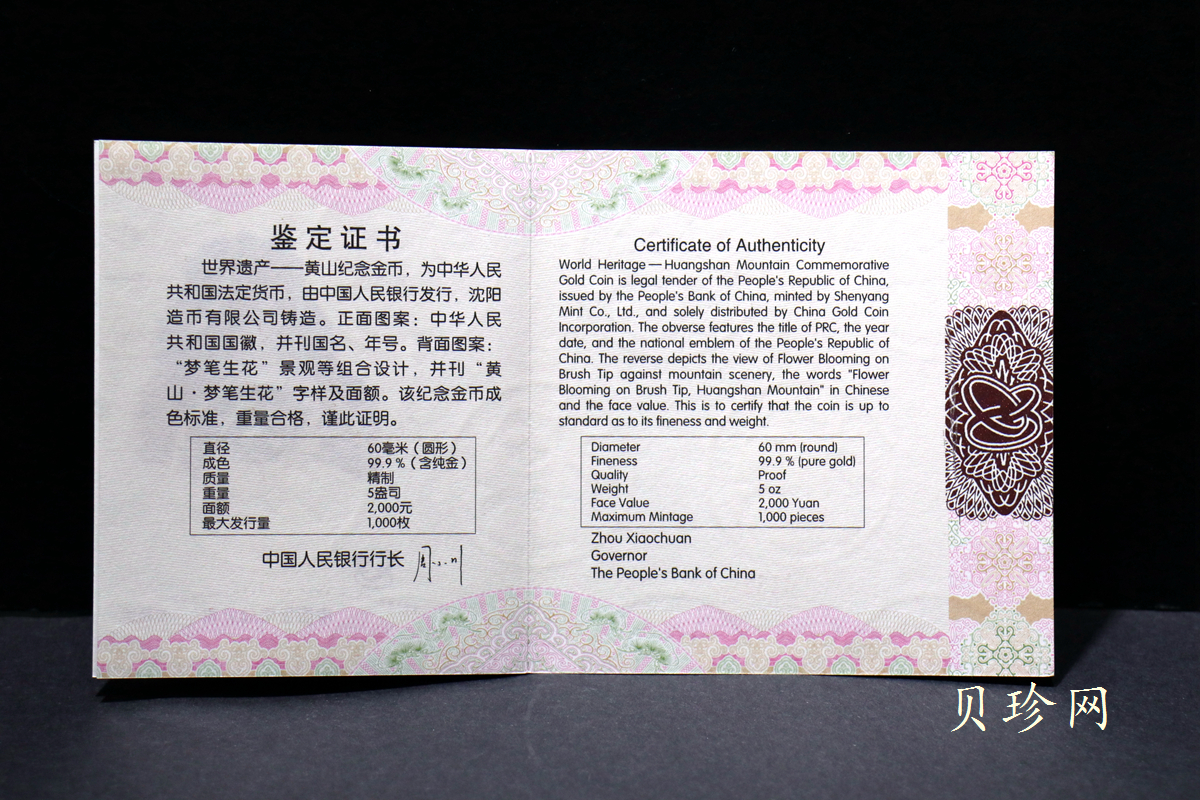 鉴定证书
世界遗产——黄山纪念金币，为中华人民
共和国法定货币，由中国人民银行发行，沈阳
造币有限公司铸造。正面图案：中华人民
共和国国徽，并刊国名、年号。背面图案：
“梦笔生花”景观等组合设计，并刊“黄
山·梦笔生花”字样及面额。该纪念金币成
色标准，重量合格，谨此证明。
直径 60毫米（圆形）
成色 99.9％（含纯金）
质量 精制
重量 5盎司
面额 2,000元
最大发行量 1,000枚
中国人民银行行长
Certificate of Authenticity
World Heritage — Huangshan Mountain Commemorative
Gold Coin is legal tender of the People's Republic of China,
issued by the People's Bank of China, minted by Shenyang
Mint Co., Ltd., and solely distributed by China Gold Coin
Incorporation. The obverse features the title of PRC, the year
date, and the national emblem of the People's Republic of
China. The reverse depicts the view of Flower Blooming on
Brush Tip against mountain scenery, the words "Flower
Blooming on Brush Tip, Huangshan Mountain" in Chinese
and the face value. This is to certify that the coin is up to
standard as to its fineness and weight.
Diameter 60 mm (round)
Fineness 99.9 % (pure gold)
Quality Proof
Weight 5 oz
Face Value 2,000 Yuan
Maximum Mintage 1,000 pieces
Zhou Xiaochuan
Governor
The People's Bank of China
贝珍网